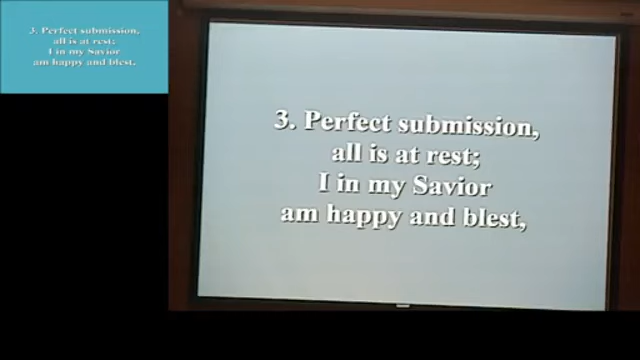 3. Perfect submission,
all is at rest;
I in my Savior
am happy and blest,
3. Perfect submission,
all is at rest;
I in my Savior
am happy and blest,